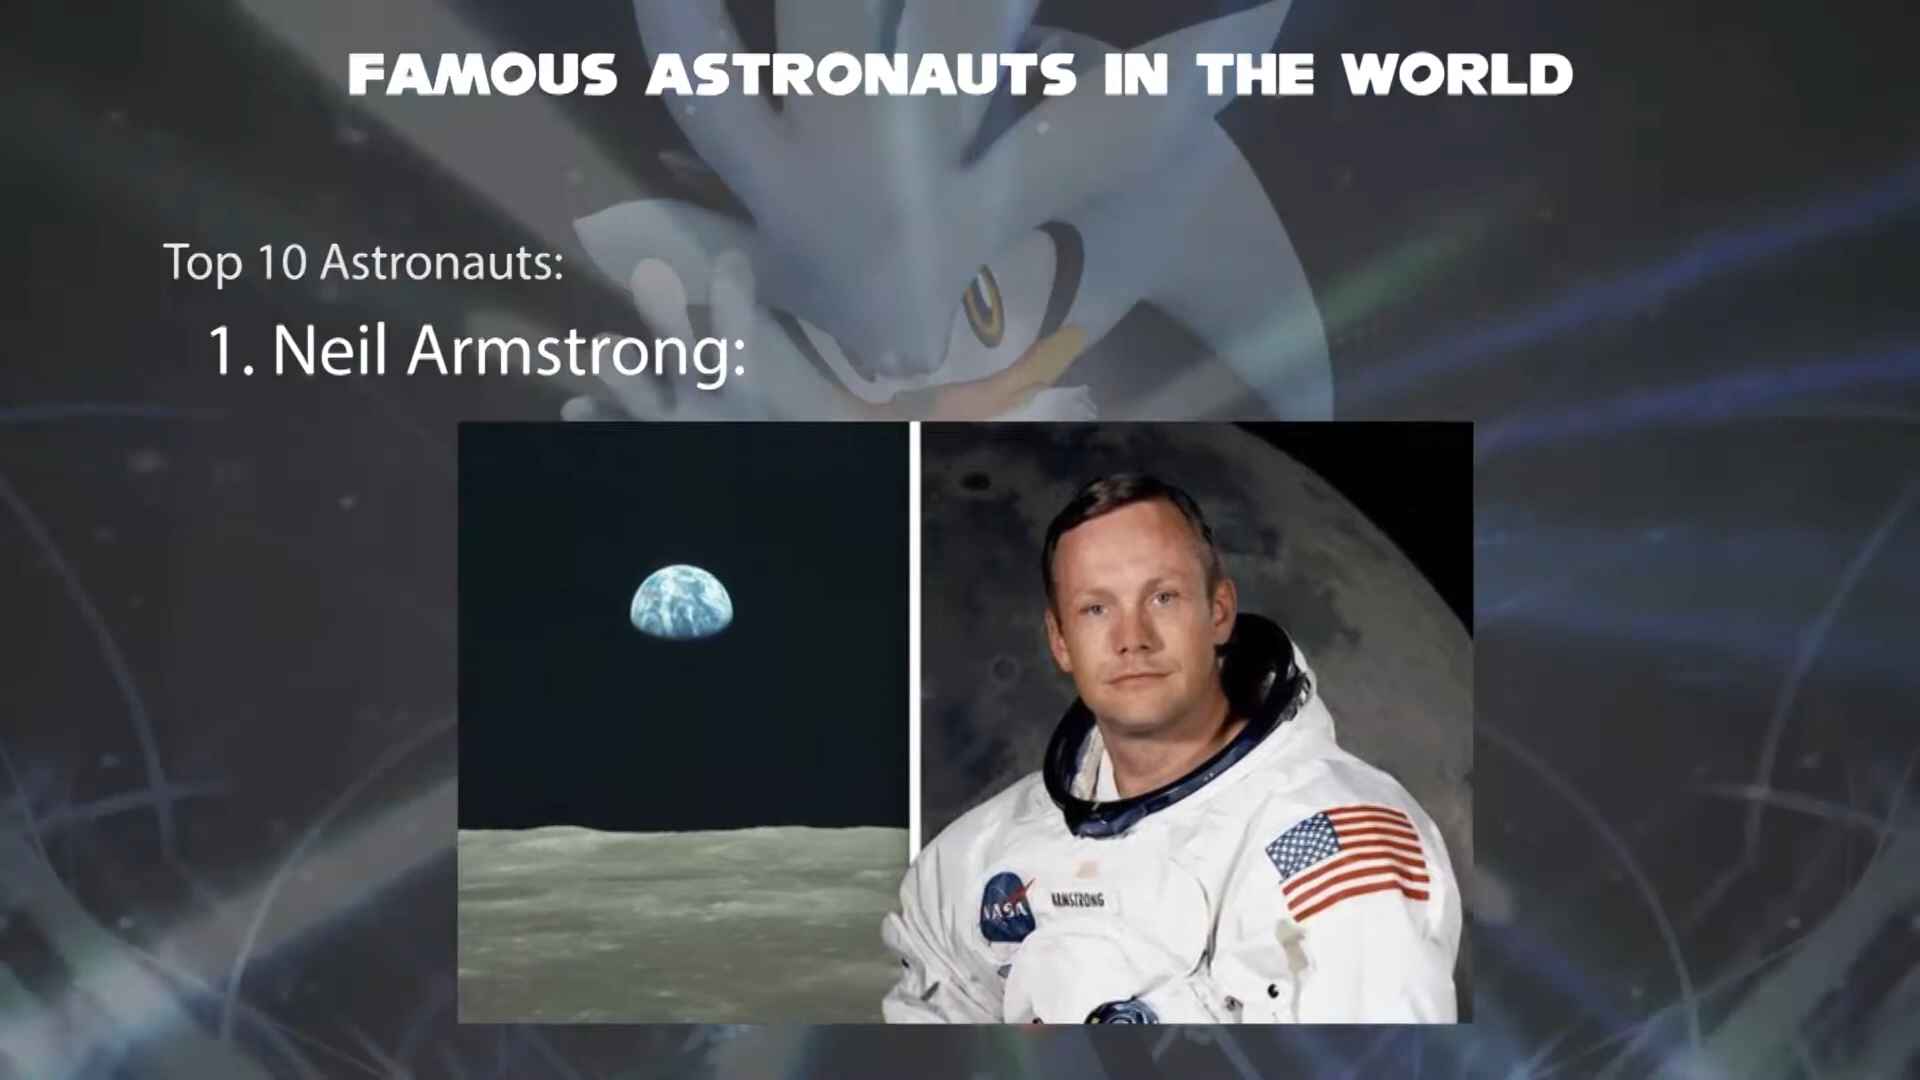 FAMOUS ASTRONAUTS IN THE WORLD
Top 10 Astronauts:
1. Neil Armstrong:
NASA
ARMSTRONG